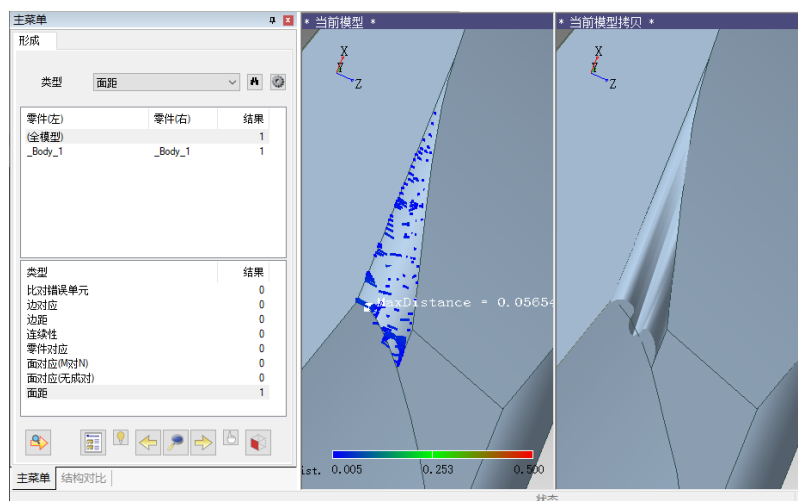 主菜单
形成
类型 面距
零件(左) 零件(右) 结果
(全模型) 1
_Body_1 _Body_1 1
类型 结果
比对错误单元 0
边对应 0
边距 0
连续性 0
零件对应 0
面对应(M对N) 0
面对应(无成对) 0
面距 1
主菜单 结构对比
* 当前模型 *
X
Y
Z
MaxDistance = 0.05654
ist. 0.005 0.253 0.500
* 当前模型拷贝 *
X
Y
Z
状态